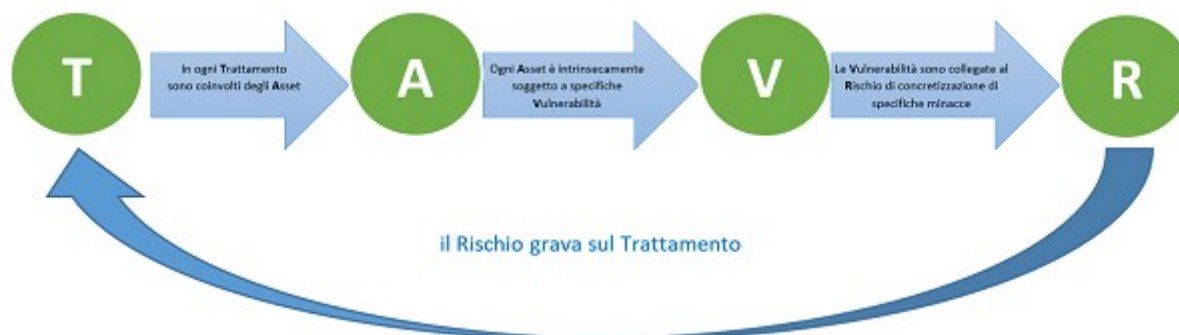 T
In ogni Trattamento
sono coinvolti degli Asset
A
Ogni Asset è intrinsecamente
soggetto a specifiche
Vulnerabilità
V
Le Vulnerabilità sono collegate al
Rischio di concretizzazione di
specifiche minacce
R
il Rischio grava sul Trattamento